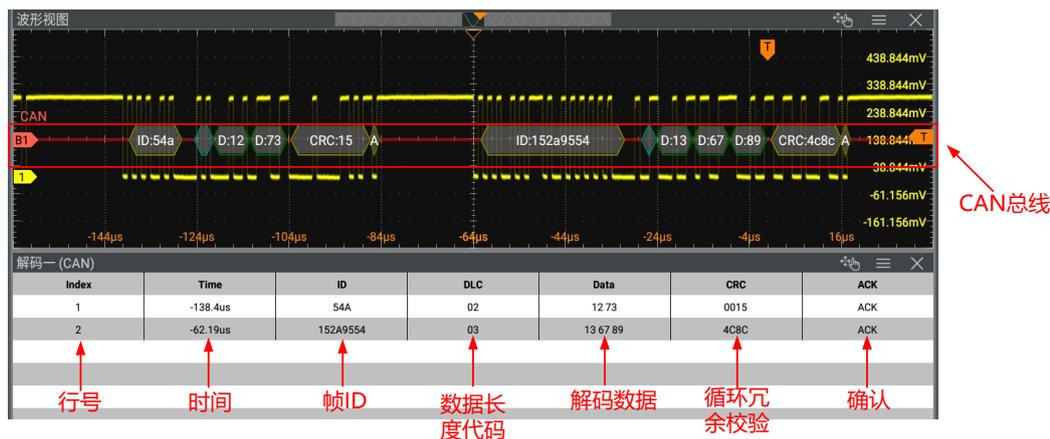 波形视图
T
438.844mV
338.844mV
238.844mV
CAN
B1
ID:54a
D:12
D:73
CRC:15
A
ID:152a9554
D:13
D:67
D:89
CRC:4c8c
A
138.844mV
T
38.844mV
1
-61.156mV
-161.156mV
CAN总线
-144μs
-124μs
-104μs
-84μs
-64μs
-44μs
-24μs
-4μs
16μs
解码一 (CAN)
Index Time ID DLC Data CRC ACK
1 -138.4us 54A 02 12 73 0015 ACK
2 -62.19us 152A9554 03 13 67 89 4C8C ACK
行号
时间
帧ID
数据长
度代码
解码数据
循环冗
余校验
确认